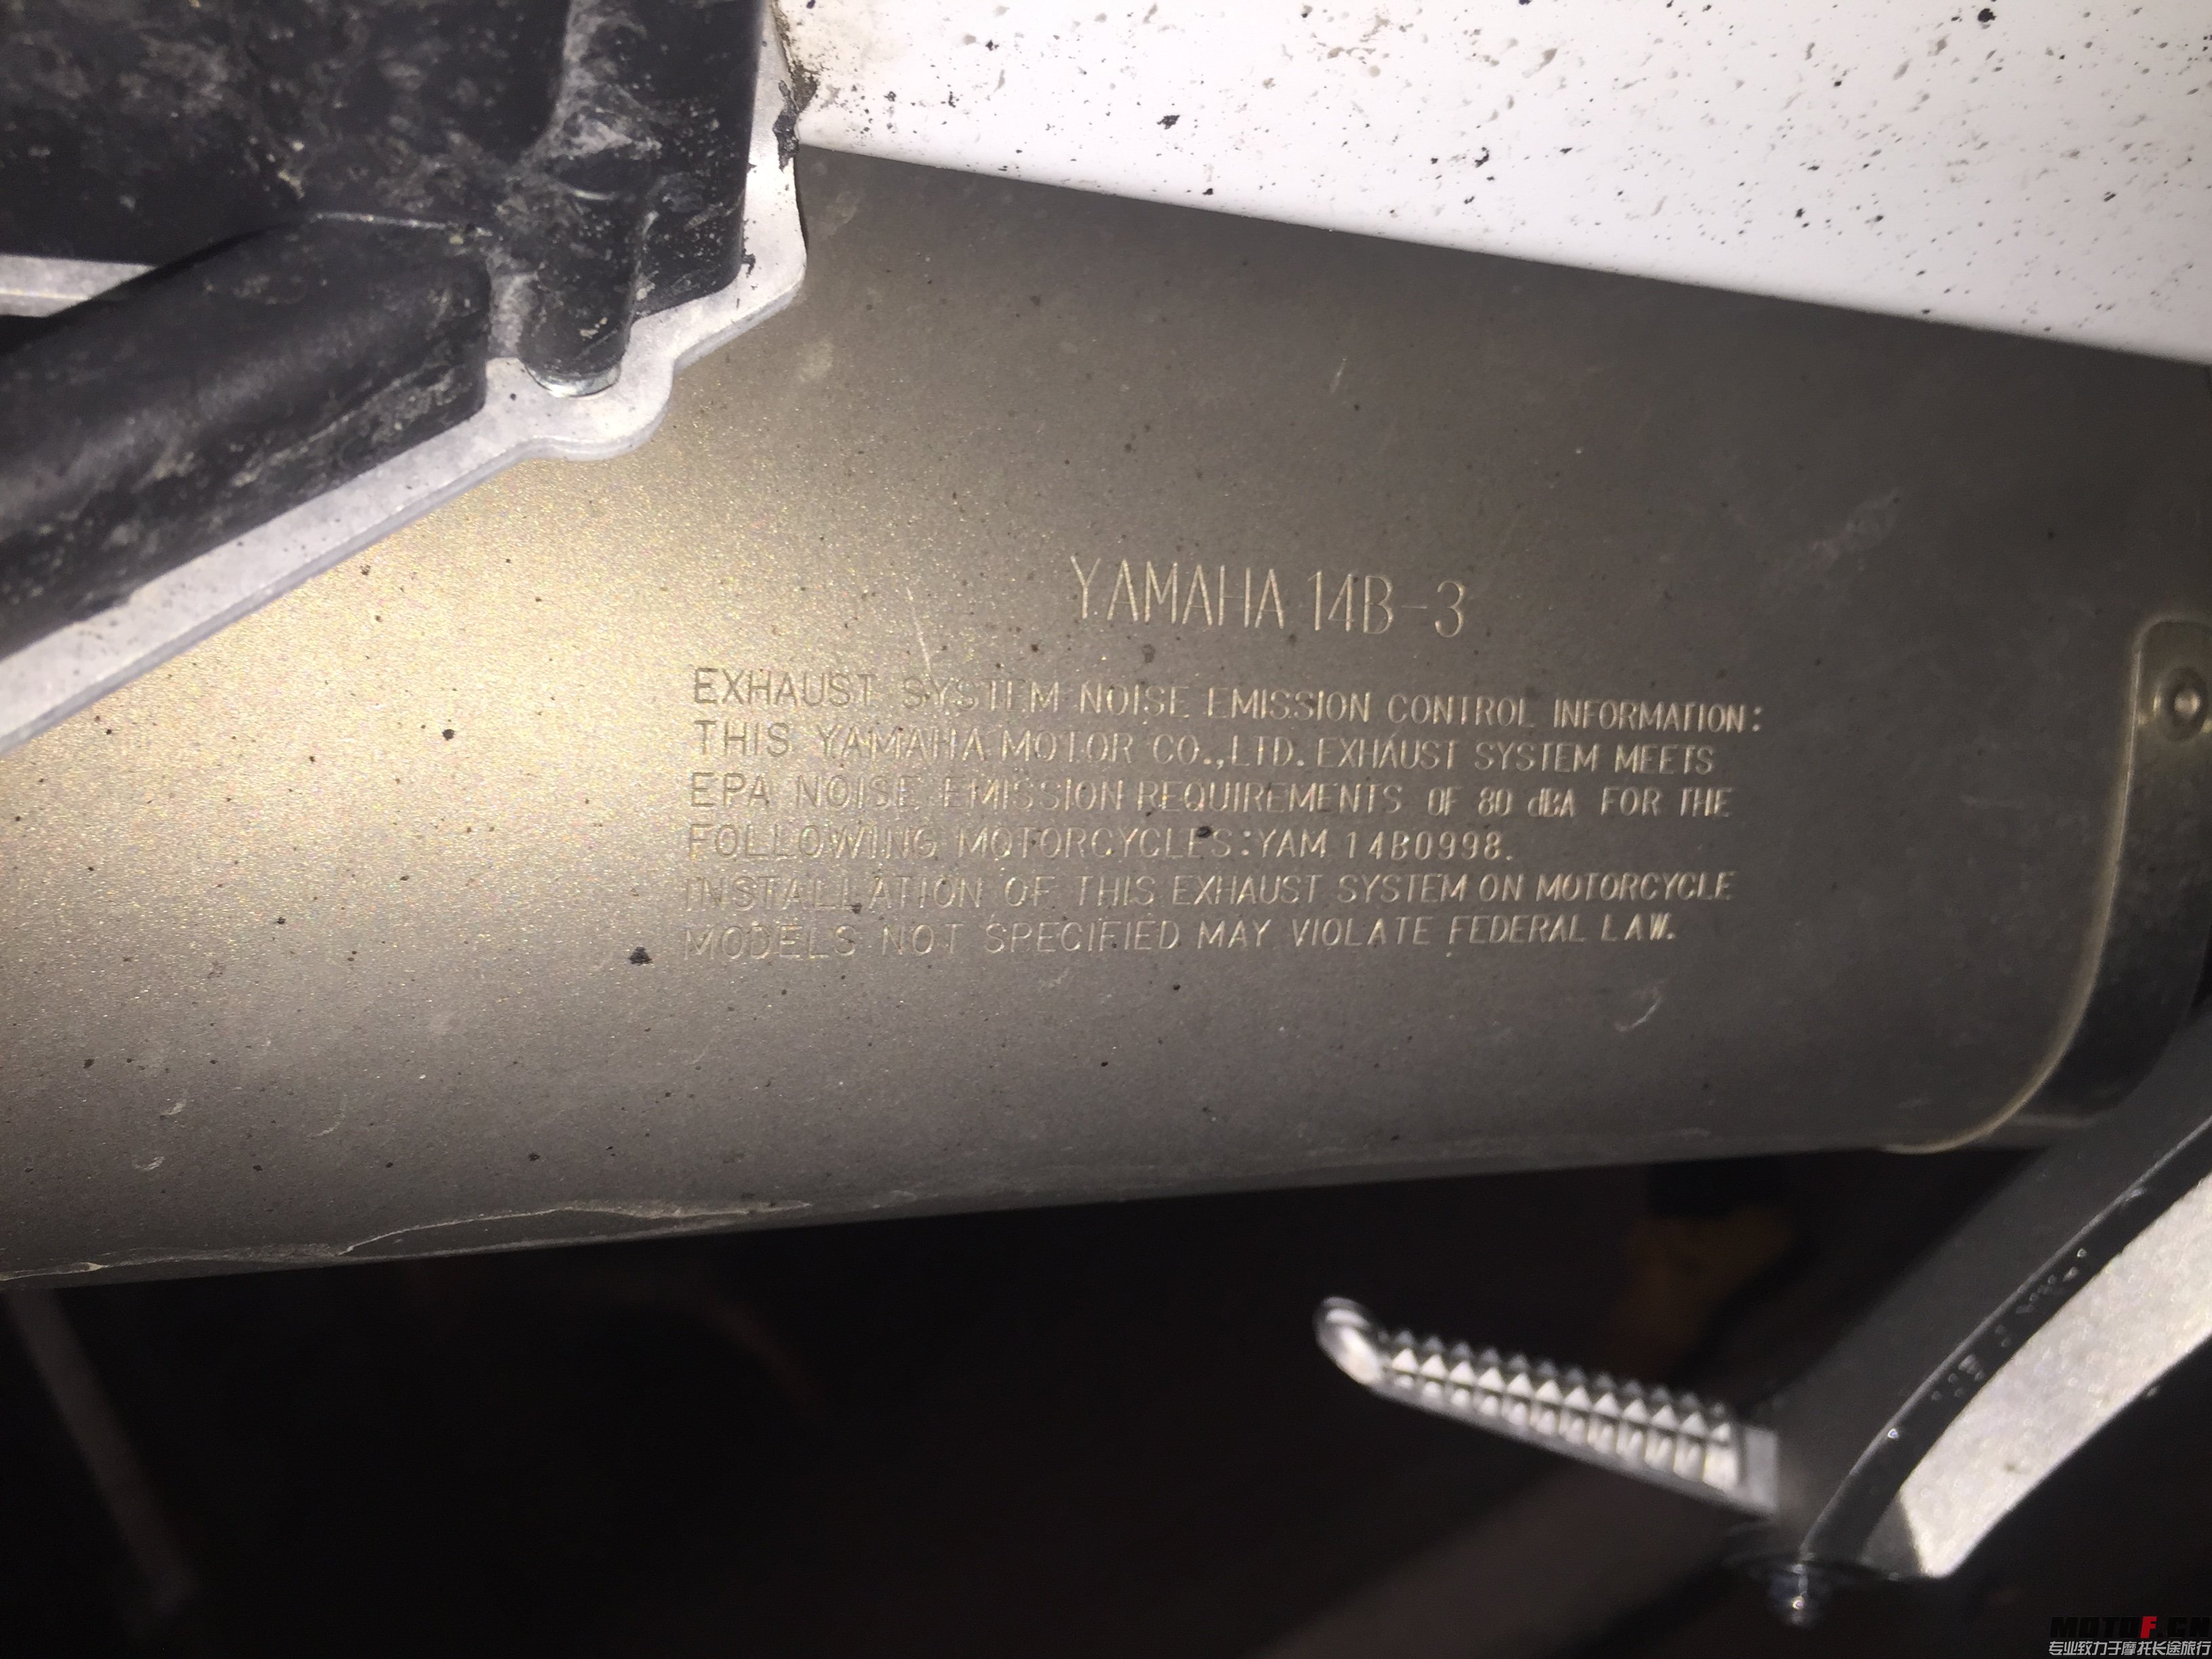 YAMAHA 14B-3
EXHAUST SYSTEM NOISE EMISSION CONTROL INFORMATION:
THIS YAMAHA MOTOR CO.,LTD. EXHAUST SYSTEM MEETS
EPA NOISE EMISSION REQUIREMENTS OF 80 dBA FOR THE
FOLLOWING MOTORCYCLES:YAM 14B0998.
INSTALLATION OF THIS EXHAUST SYSTEM ON MOTORCYCLE
MODELS NOT SPECIFIED MAY VIOLATE FEDERAL LAW.
MOTOF.CN
专业致力于摩托长途旅行